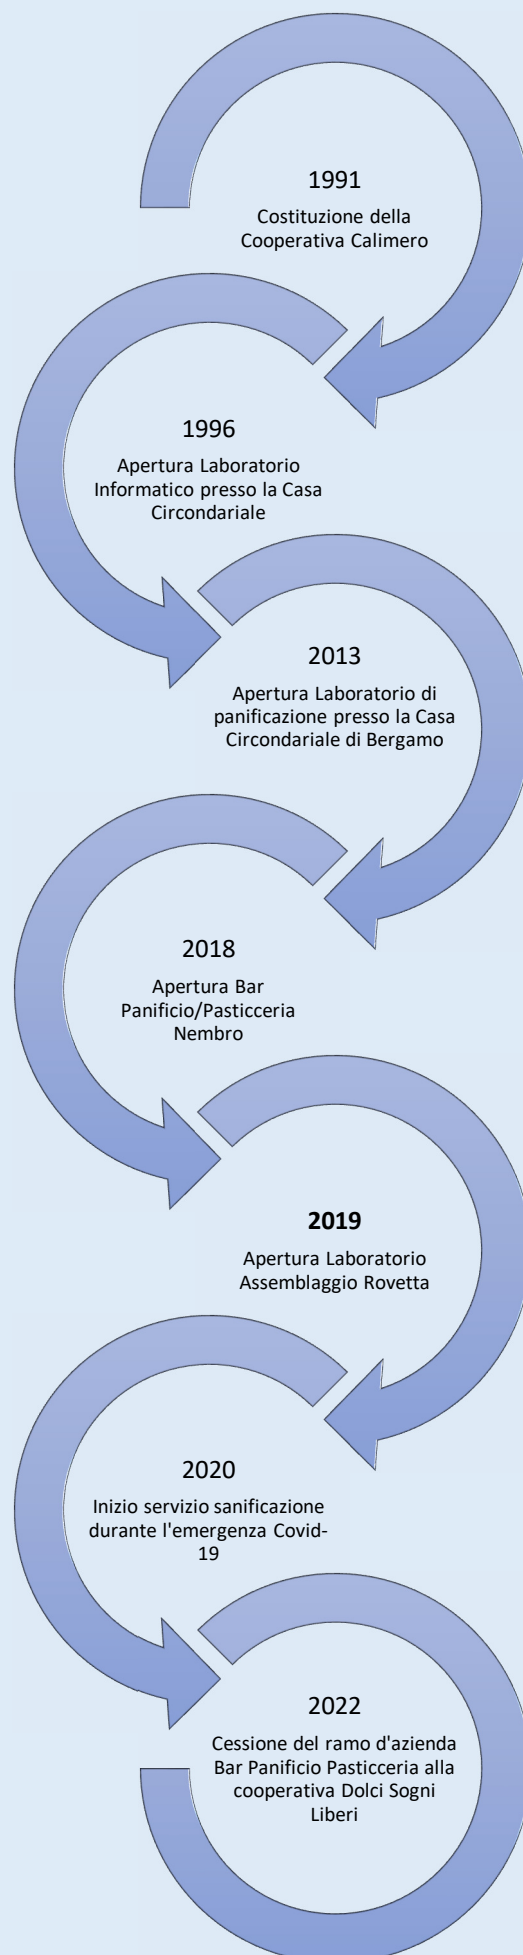 1991
Costituzione della
Cooperativa Calimero
1996
Apertura Laboratorio
Informatico presso la Casa
Circondariale
2013
Apertura Laboratorio di
panificazione presso la Casa
Circondariale di Bergamo
2018
Apertura Bar
Panificio/Pasticceria
Nembro
2019
Apertura Laboratorio
Assemblaggio Rovetta
2020
Inizio servizio sanificazione
durante l'emergenza Covid-
19
2022
Cessione del ramo d'azienda
Bar Panificio Pasticceria alla
cooperativa Dolci Sogni
Liberi